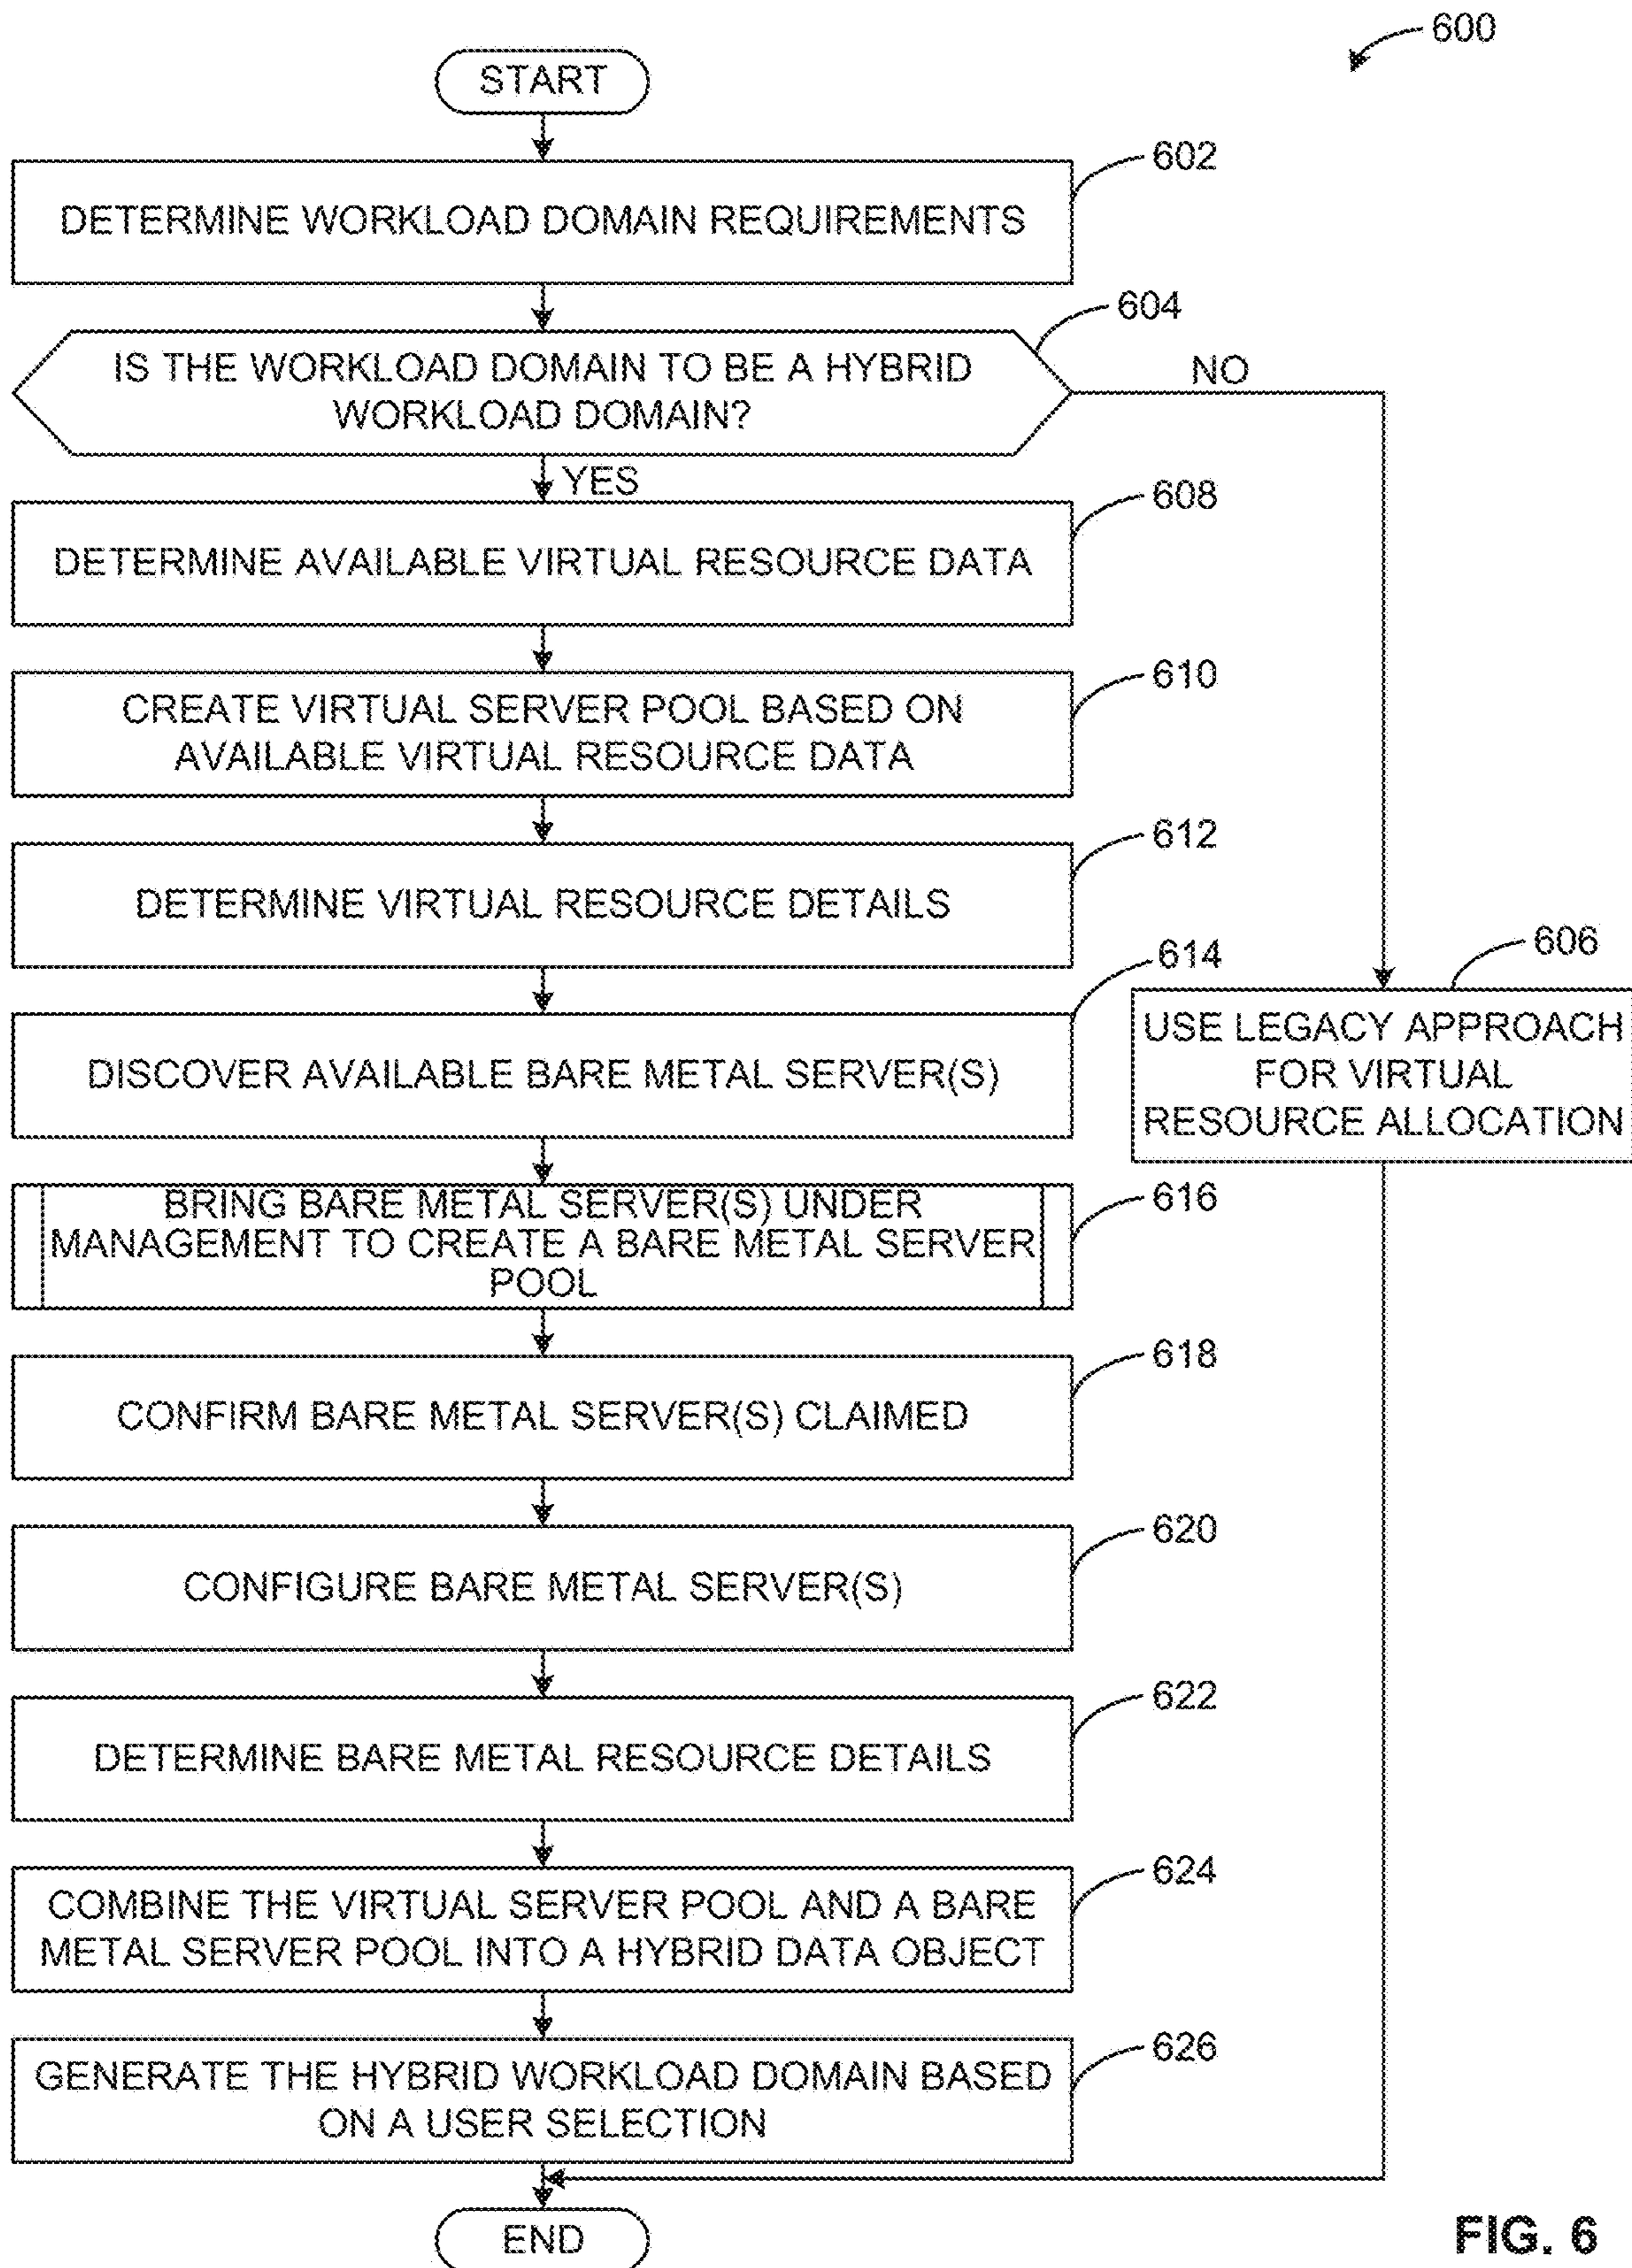 600
START
602
DETERMINE WORKLOAD DOMAIN REQUIREMENTS
604
IS THE WORKLOAD DOMAIN TO BE A HYBRID
WORKLOAD DOMAIN?
NO
YES
608
DETERMINE AVAILABLE VIRTUAL RESOURCE DATA
610
CREATE VIRTUAL SERVER POOL BASED ON
AVAILABLE VIRTUAL RESOURCE DATA
612
DETERMINE VIRTUAL RESOURCE DETAILS
614
DISCOVER AVAILABLE BARE METAL SERVER(S)
606
USE LEGACY APPROACH
FOR VIRTUAL
RESOURCE ALLOCATION
616
BRING BARE METAL SERVER(S) UNDER
MANAGEMENT TO CREATE A BARE METAL SERVER
POOL
618
CONFIRM BARE METAL SERVER(S) CLAIMED
620
CONFIGURE BARE METAL SERVER(S)
622
DETERMINE BARE METAL RESOURCE DETAILS
624
COMBINE THE VIRTUAL SERVER POOL AND A BARE
METAL SERVER POOL INTO A HYBRID DATA OBJECT
626
GENERATE THE HYBRID WORKLOAD DOMAIN BASED
ON A USER SELECTION
END
FIG. 6